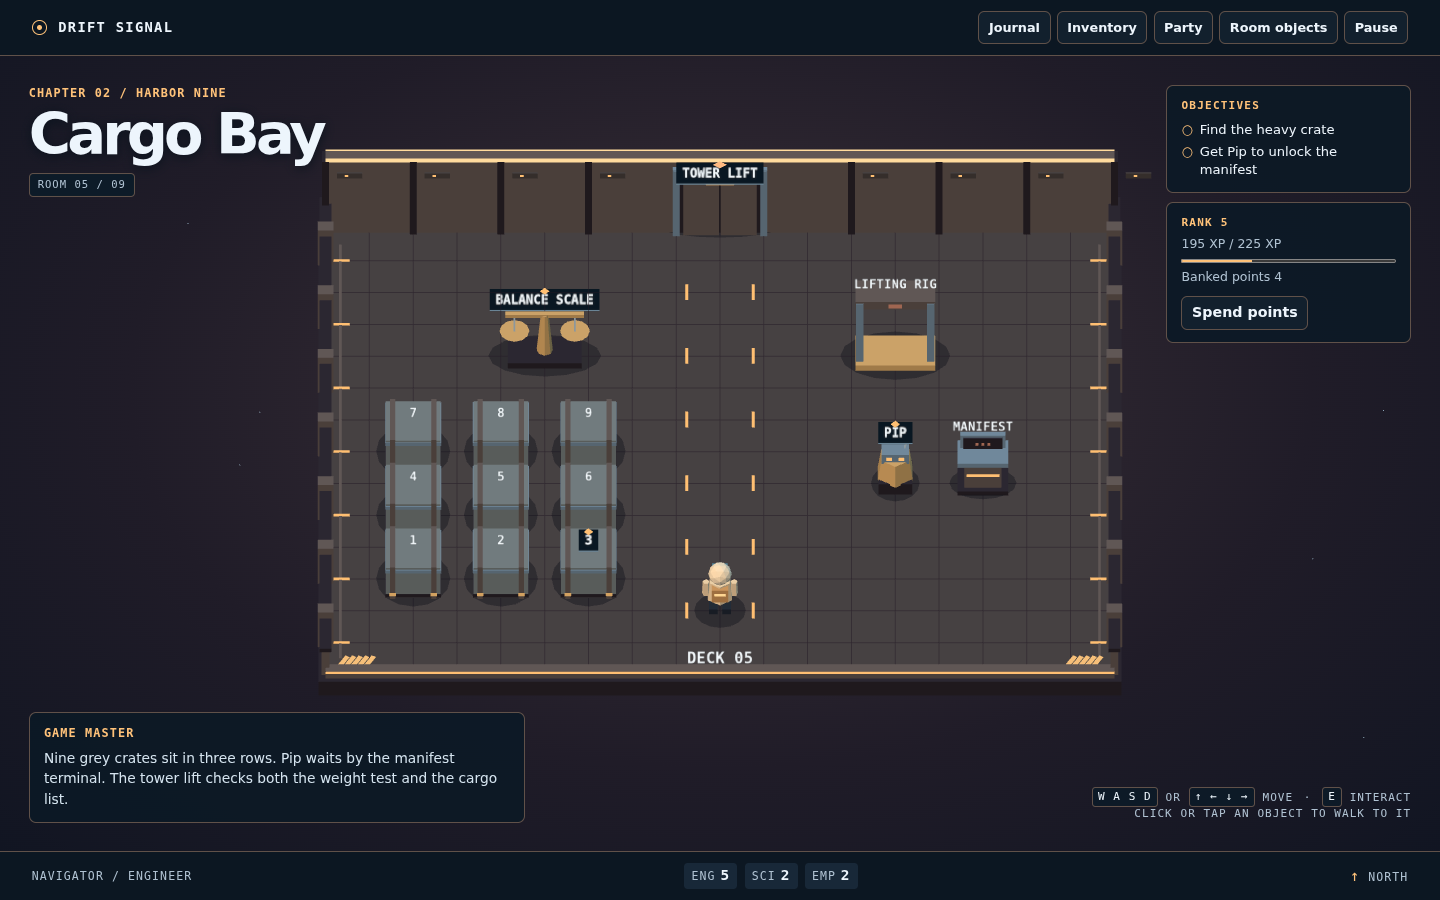 DRIFT SIGNAL
Journal
Inventory
Party
Room objects
Pause
CHAPTER 02 / HARBOR NINE
Cargo Bay
ROOM 05 / 09
OBJECTIVES
Find the heavy crate
Get Pip to unlock the
manifest
RANK 5
195 XP / 225 XP
Banked points 4
Spend points
TOWER LIFT
BALANCE SCALE
LIFTING RIG
7
8
9
PIP
MANIFEST
4
5
6
1
2
3
DECK 05
GAME MASTER
Nine grey crates sit in three rows. Pip waits by the manifest
terminal. The tower lift checks both the weight test and the cargo
list.
W A S D OR ↑ ← ↓ → MOVE · E INTERACT
CLICK OR TAP AN OBJECT TO WALK TO IT
NAVIGATOR / ENGINEER
ENG 5
SCI 2
EMP 2
↑ NORTH